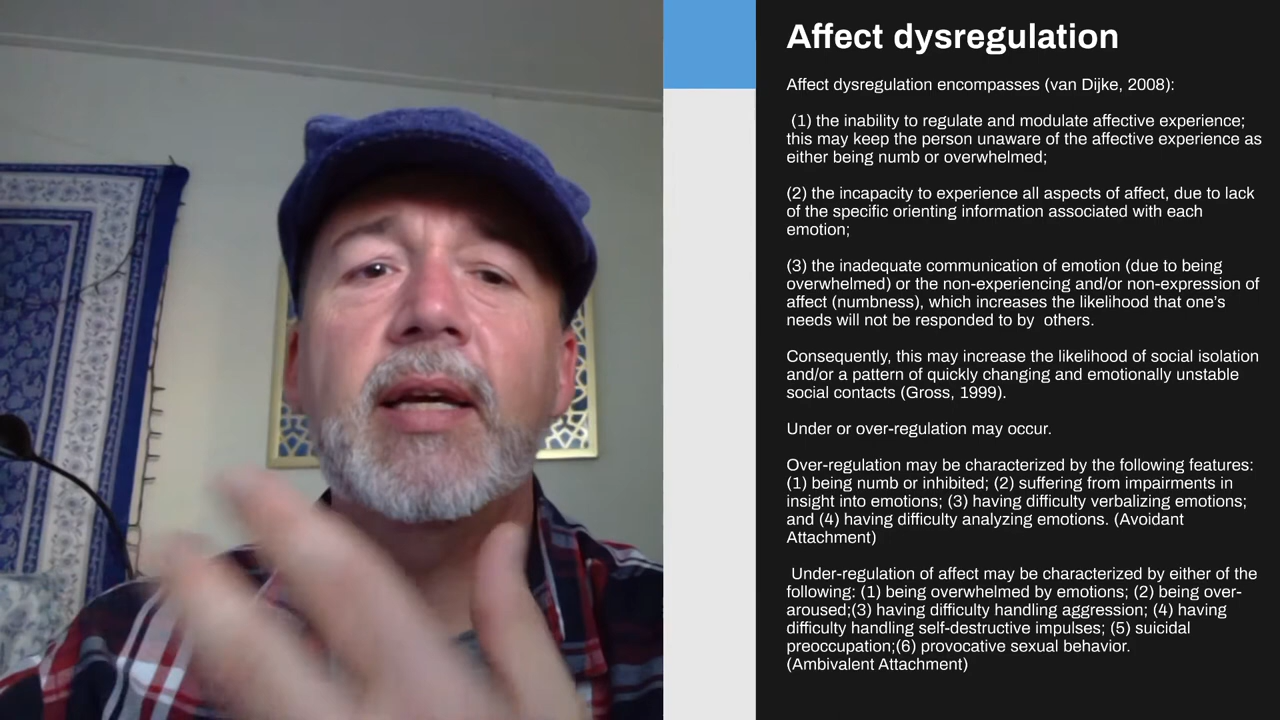 Affect dysregulation
Affect dysregulation encompasses (van Dijke, 2008):
(1) the inability to regulate and modulate affective experience;
this may keep the person unaware of the affective experience as
either being numb or overwhelmed;
(2) the incapacity to experience all aspects of affect, due to lack
of the specific orienting information associated with each
emotion;
(3) the inadequate communication of emotion (due to being
overwhelmed) or the non-experiencing and/or non-expression of
affect (numbness), which increases the likelihood that one's
needs will not be responded to by  others.
Consequently, this may increase the likelihood of social isolation
and/or a pattern of quickly changing and emotionally unstable
social contacts (Gross, 1999).
Under or over-regulation may occur.
Over-regulation may be characterized by the following features:
(1) being numb or inhibited; (2) suffering from impairments in
insight into emotions; (3) having difficulty verbalizing emotions;
and (4) having difficulty analyzing emotions. (Avoidant
Attachment)
Under-regulation of affect may be characterized by either of the
following: (1) being overwhelmed by emotions; (2) being over-
aroused;(3) having difficulty handling aggression; (4) having
difficulty handling self-destructive impulses; (5) suicidal
preoccupation;(6) provocative sexual behavior.
(Ambivalent Attachment)